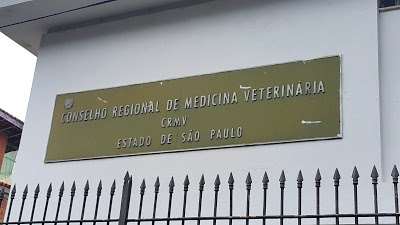 CONSELHO REGIONAL DE MEDICINA VETERINÁRIA
CRMV
ESTADO DE SÃO PAULO